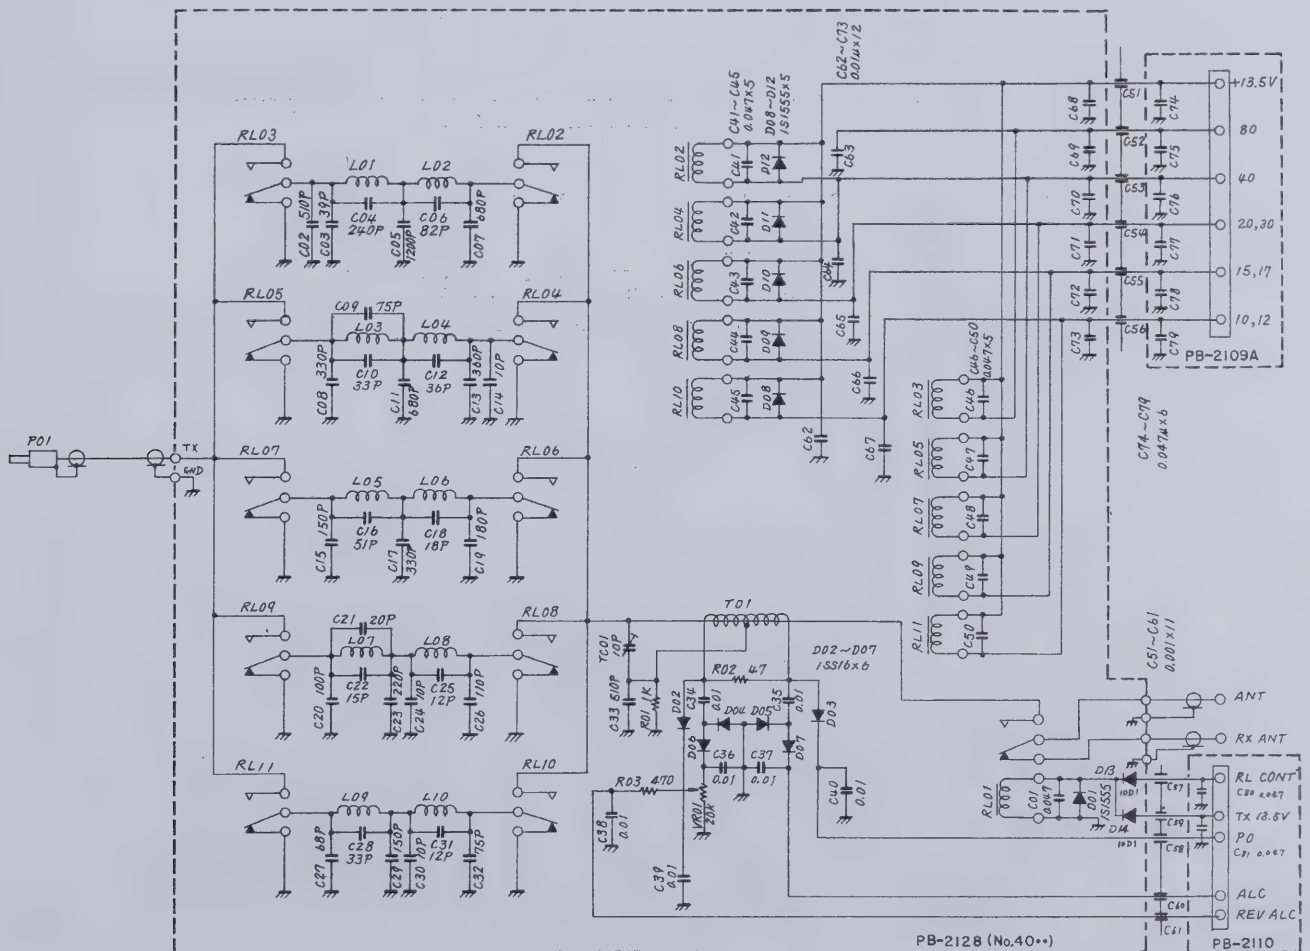 RL03
RL02
L01
L02
C02 510P
C03 39P
C04
240P
C05
1200P
C06
82P
C07 680P
RL05
RL04
C09 75P
L03
L04
C08 330P
C10
33P
C11
680P
C12
36P
C13 360P
C14 10P
P01
TX
GND
RL07
RL06
L05
L06
C15 150P
C16
51P
C17
330P
C18
18P
C19 180P
RL09
RL08
C21 20P
L07
L08
C20 100P
C22
15P
C23 220P
C24 10P
C25
12P
C26 110P
RL11
RL10
L09
L10
C27 68P
C28
33P
C29 150P
C30 10P
C31
12P
C32 75P
C41~C45
0.047×5
D08~D12
1S1555×5
C62~C73
0.01μ×12
RL02
C41
D12
C63
RL04
C42
D11
C64
RL06
C43
D10
C65
RL08
C44
D09
C66
RL10
C45
D08
C62
C67
C46~C50
0.047×5
RL03
C46
RL05
C47
RL07
C48
RL09
C49
RL11
C50
C68
C51
C74
+13.5V
C69
C52
C75
80
C70
C53
C76
40
C71
C54
C77
20,30
C72
C55
C78
15,17
C73
C56
C79
10,12
PB-2109A
C74~C79
0.047μ×6
C51~C61
0.001×11
T01
TC01
10P
C33 510P
R01 1K
R02 47
D02~D07
1SS16×6
D02
C34
0.01
D04
D05
C35
0.01
D03
D06
C36
0.01
C37
0.01
D07
R03 470
VR01
20K
C38
0.01
C39
0.01
C40
0.01
ANT
RX ANT
RL01
C01
0.047
D01
1S1555
D13
10D1
D14
10D1
C57
RL CONT
C80 0.047
C59
TX 13.5V
C58
PO
C81 0.047
C60
ALC
C61
REV ALC
PB-2128 (No.40••)
PB-2110